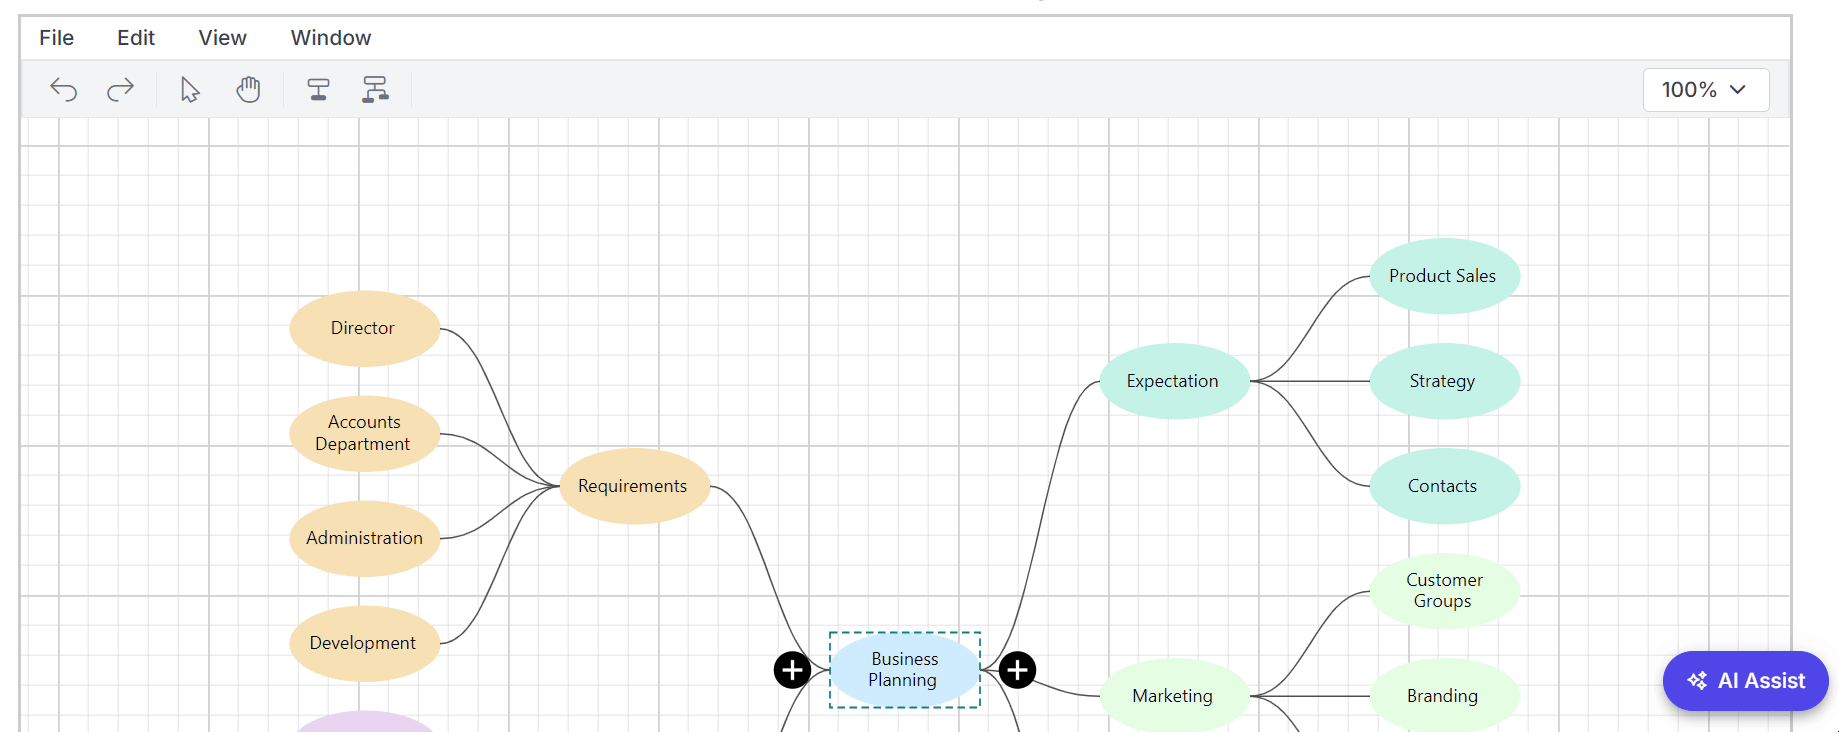 File Edit View Window
100%
Product Sales
Director
Expectation
Strategy
Accounts
Department
Requirements
Contacts
Administration
Customer
Groups
Development
Business
Planning
Marketing
Branding
AI Assist